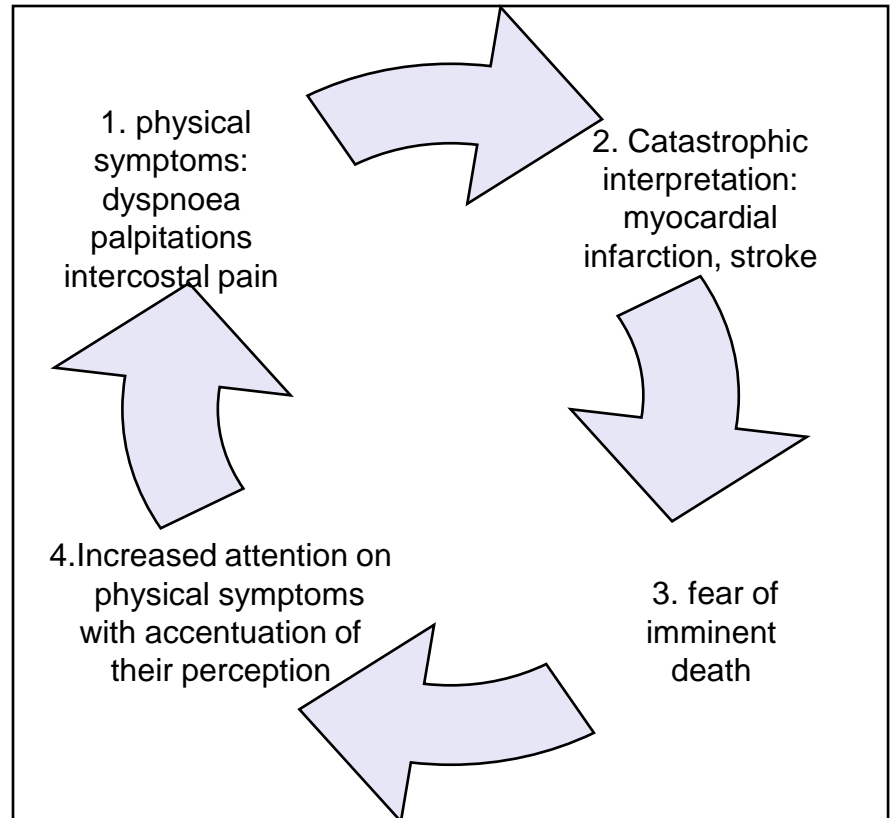 1. physical
symptoms:
dyspnoea
palpitations
intercostal pain
2. Catastrophic
interpretation:
myocardial
infarction, stroke
3. fear of
imminent
death
4.Increased attention on
physical symptoms
with accentuation of
their perception